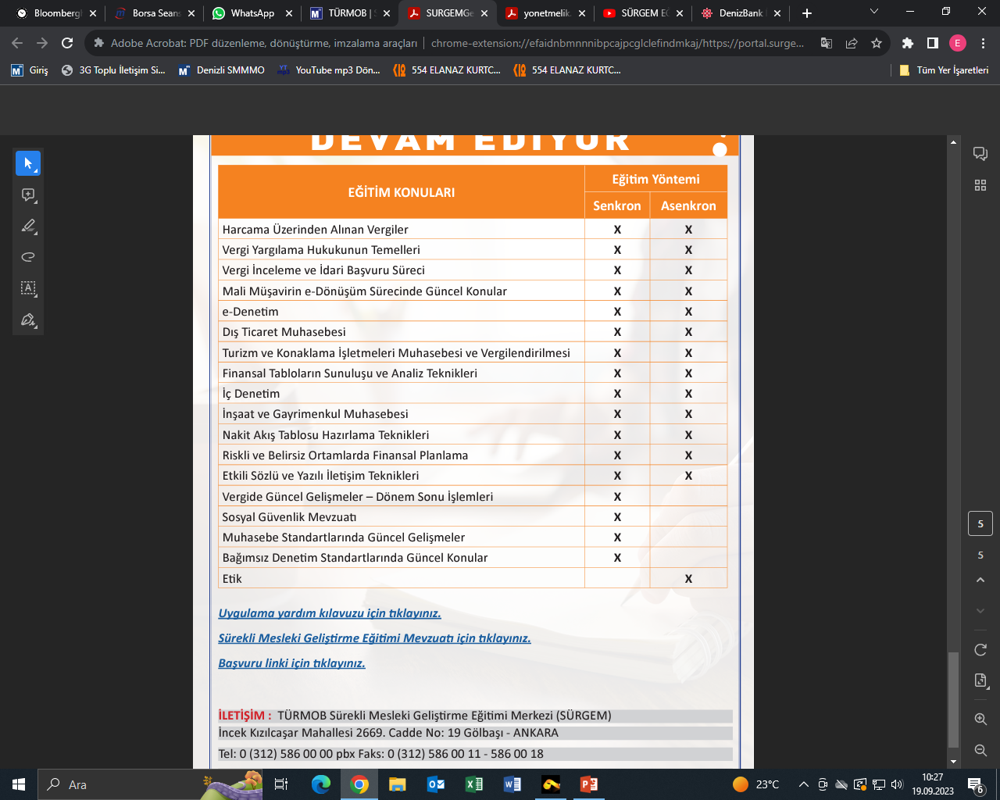 Bloomberg
Borsa Seans
WhatsApp
TÜRMOB | S
SURGEMGe
yonetmelik.
SÜRGEM EĞ
DenizBank
Adobe Acrobat: PDF düzenleme, dönüştürme, imzalama araçları
chrome-extension://efaidnbmnnnibpcajpcglclefindmkaj/https://portal.surge...
E
Giriş
3G Toplu İletişim Si...
Denizli SMMMO
YT mp3
YouTube mp3 Dön...
554 ELANAZ KURTC...
554 ELANAZ KURTC...
Tüm Yer İşaretleri
DEVAM EDİYOR
EĞİTİM KONULARI
Eğitim Yöntemi
Senkron Asenkron
Harcama Üzerinden Alınan Vergiler X X
Vergi Yargılama Hukukunun Temelleri X X
Vergi İnceleme ve İdari Başvuru Süreci X X
Mali Müşavirin e-Dönüşüm Sürecinde Güncel Konular X X
e-Denetim X X
Dış Ticaret Muhasebesi X X
Turizm ve Konaklama İşletmeleri Muhasebesi ve Vergilendirilmesi X X
Finansal Tabloların Sunuluşu ve Analiz Teknikleri X X
İç Denetim X X
İnşaat ve Gayrimenkul Muhasebesi X X
Nakit Akış Tablosu Hazırlama Teknikleri X X
Riskli ve Belirsiz Ortamlarda Finansal Planlama X X
Etkili Sözlü ve Yazılı İletişim Teknikleri X X
Vergide Güncel Gelişmeler – Dönem Sonu İşlemleri X
Sosyal Güvenlik Mevzuatı X
Muhasebe Standartlarında Güncel Gelişmeler X
Bağımsız Denetim Standartlarında Güncel Konular X
Etik X
Uygulama yardım kılavuzu için tıklayınız.
Sürekli Mesleki Geliştirme Eğitimi Mevzuatı için tıklayınız.
Başvuru linki için tıklayınız.
İLETİŞİM : TÜRMOB Sürekli Mesleki Geliştirme Eğitimi Merkezi (SÜRGEM)
İncek Kızılcaşar Mahallesi 2669. Cadde No: 19 Gölbaşı - ANKARA
Tel: 0 (312) 586 00 00 pbx Faks: 0 (312) 586 00 11 - 586 00 18
5
5
Ara
23°C
10:27
19.09.2023
6